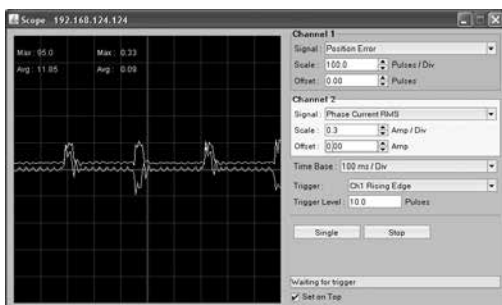 Scope 192.168.124.124
Max : 95.0 Max : 0.33
Avg : 11.85 Avg : 0.09
Channel 1
Signal : Position Error
Scale : 100.0 Pulses / Div
Offset : 0.00 Pulses
Channel 2
Signal : Phase Current RMS
Scale : 0.3 Amp / Div
Offset : 0.00 Amp
Time Base : 100 ms / Div
Trigger : Ch1 Rising Edge
Trigger Level : 10.0 Pulses
Single Stop
Waiting for trigger
Set on Top